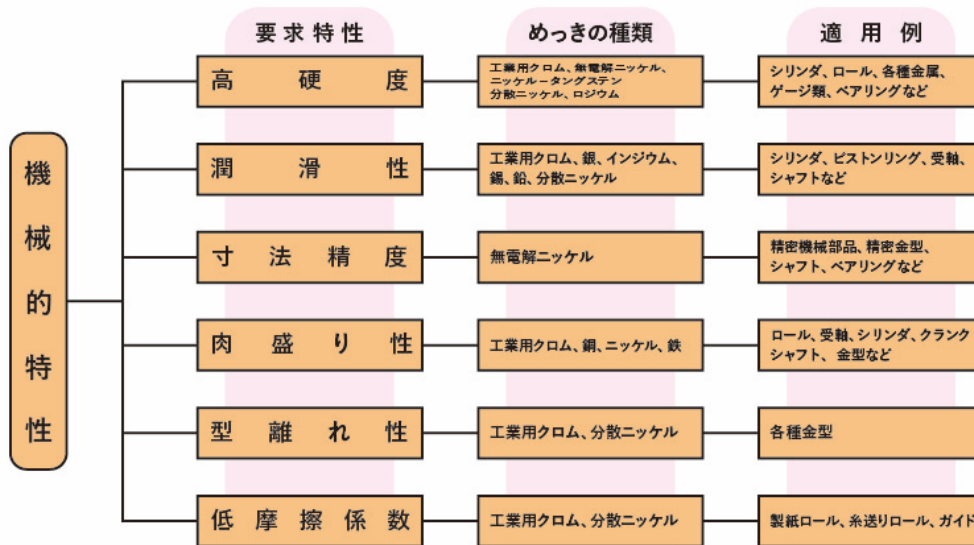 要求特性
めっきの種類
適用例
機械的特性
高硬度
工業用クロム、無電解ニッケル、
ニッケル－タングステン
分散ニッケル、ロジウム
シリンダ、ロール、各種金属、
ゲージ類、ベアリングなど
潤滑性
工業用クロム、銀、インジウム、
錫、鉛、分散ニッケル
シリンダ、ピストンリング、受軸、
シャフトなど
寸法精度
無電解ニッケル
精密機械部品、精密金型、
シャフト、ベアリングなど
肉盛り性
工業用クロム、銅、ニッケル、鉄
ロール、受軸、シリンダ、クランク
シャフト、金型など
型離れ性
工業用クロム、分散ニッケル
各種金型
低摩擦係数
工業用クロム、分散ニッケル
製紙ロール、糸送りロール、ガイド